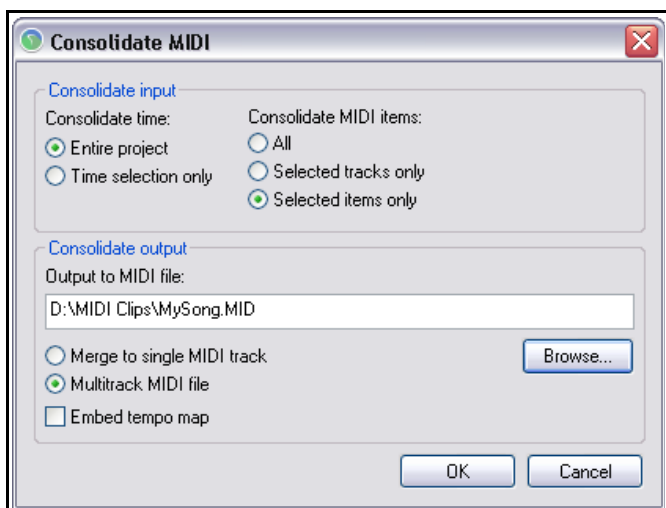 Consolidate MIDI
Consolidate input
Consolidate time:
Entire project
Time selection only
Consolidate MIDI items:
All
Selected tracks only
Selected items only
Consolidate output
Output to MIDI file:
D:\MIDI Clips\MySong.MID
Merge to single MIDI track
Browse...
Multitrack MIDI file
Embed tempo map
OK
Cancel